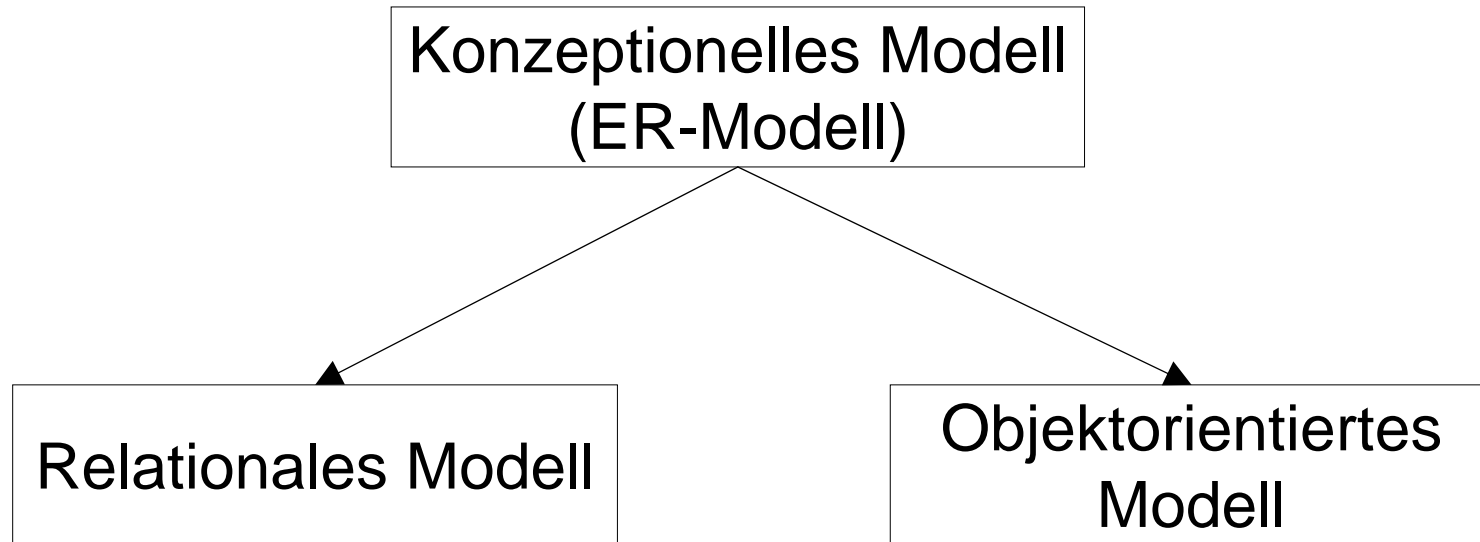 Konzeptionelles Modell
(ER-Modell)
Relationales Modell
Objektorientiertes
Modell